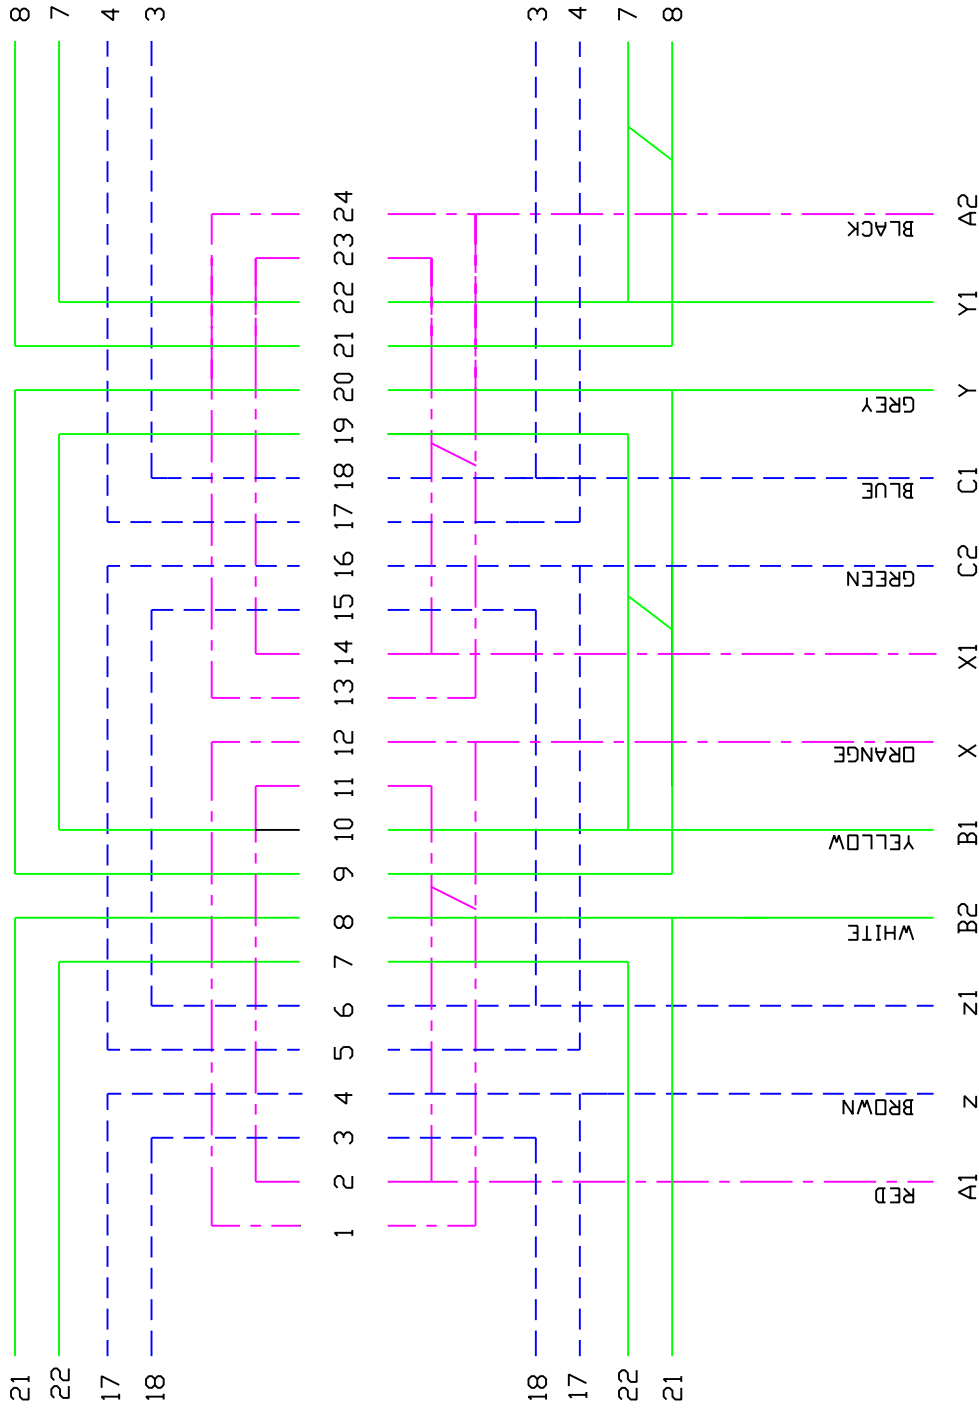 8 7 4 3 3 4 7 8
24
23
22
21
20
19
18
17
16
15
14
13
12
11
10
9
8
7
6
5
4
3
2
1
BLACK A2
Y1
GREY Y
BLUE C1
GREEN C2
X1
ORANGE X
YELLOW B1
WHITE B2
z1
BROWN z
RED A1
21 22 17 18 18 17 22 21